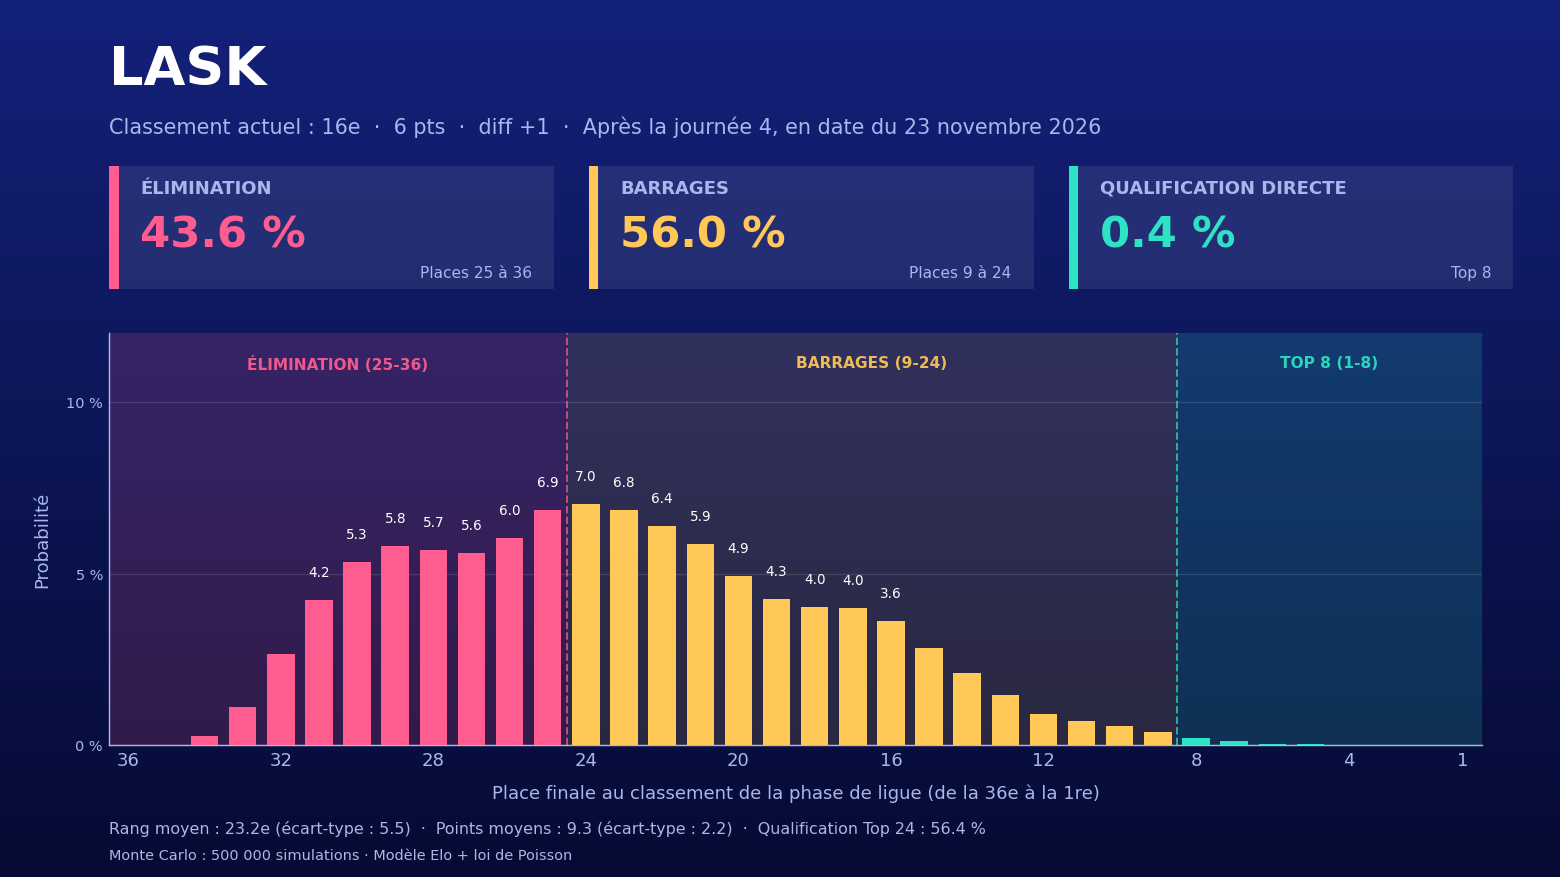 LASK
Classement actuel : 16e · 6 pts · diff +1 · Après la journée 4, en date du 23 novembre 2026
ÉLIMINATION
43.6 %
Places 25 à 36
BARRAGES
56.0 %
Places 9 à 24
QUALIFICATION DIRECTE
0.4 %
Top 8
ÉLIMINATION (25-36)
BARRAGES (9-24)
TOP 8 (1-8)
Probabilité
10 %
5 %
0 %
4.2
5.3
5.8
5.7
5.6
6.0
6.9
7.0
6.8
6.4
5.9
4.9
4.3
4.0
4.0
3.6
36 32 28 24 20 16 12 8 4 1
Place finale au classement de la phase de ligue (de la 36e à la 1re)
Rang moyen : 23.2e (écart-type : 5.5) · Points moyens : 9.3 (écart-type : 2.2) · Qualification Top 24 : 56.4 %
Monte Carlo : 500 000 simulations · Modèle Elo + loi de Poisson